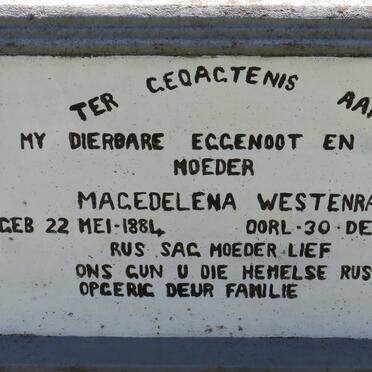 TER GEDAGTENIS AAN
MY DIERBARE EGGENOOT EN
MOEDER
MAGEDELENA WESTENRA
GEB 22 MEI-1884 OORL·30·DE
RUS SAG MOEDER LIEF
ONS GUN U DIE HEMELSE RUS
OPGERIG DEUR FAMILIE